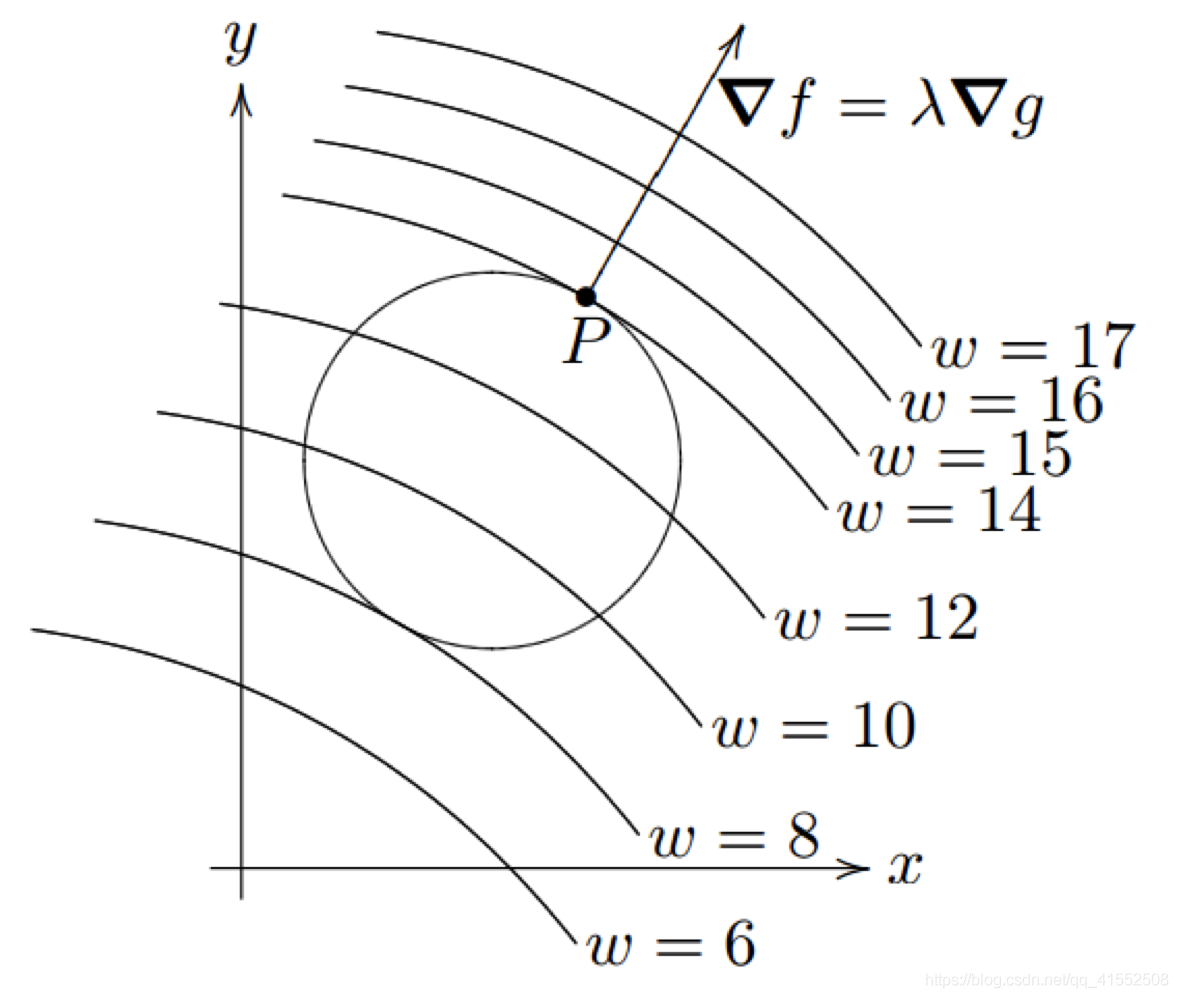 y
∇f = λ∇g
P
w = 17
w = 16
w = 15
w = 14
w = 12
w = 10
w = 8
x
w = 6
https://blog.csdn.net/qq_41552508